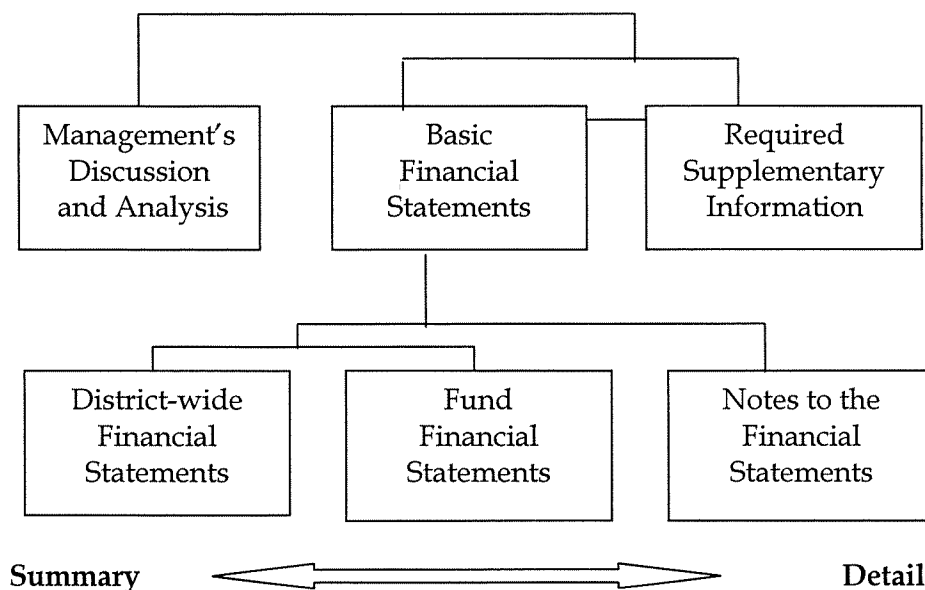 Management's
Discussion
and Analysis
Basic
Financial
Statements
Required
Supplementary
Information
District-wide
Financial
Statements
Fund
Financial
Statements
Notes to the
Financial
Statements
Summary
Detail